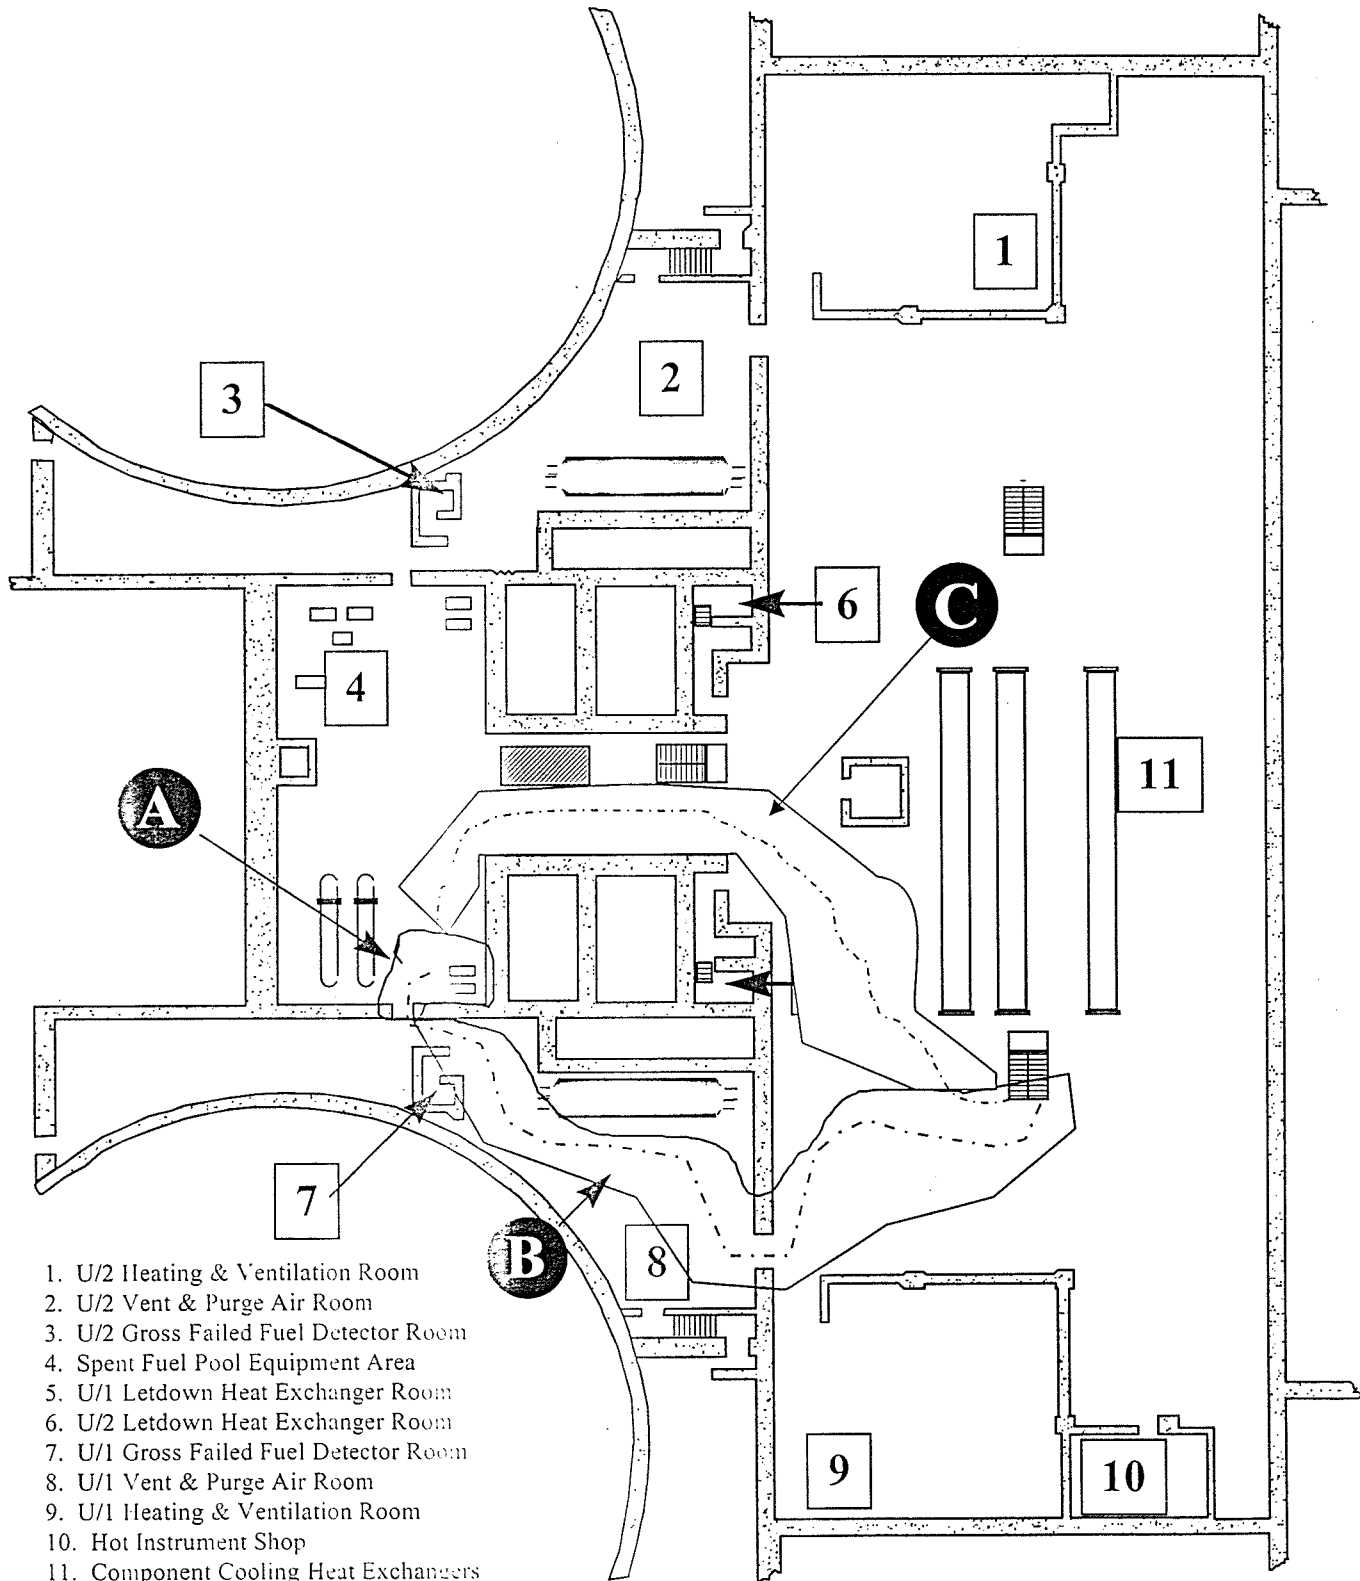 1
2
3
6
C
4
11
A
7
B
8
9
10
1. U/2 Heating & Ventilation Room
2. U/2 Vent & Purge Air Room
3. U/2 Gross Failed Fuel Detector Room
4. Spent Fuel Pool Equipment Area
5. U/1 Letdown Heat Exchanger Room
6. U/2 Letdown Heat Exchanger Room
7. U/1 Gross Failed Fuel Detector Room
8. U/1 Vent & Purge Air Room
9. U/1 Heating & Ventilation Room
10. Hot Instrument Shop
11. Component Cooling Heat Exchangers